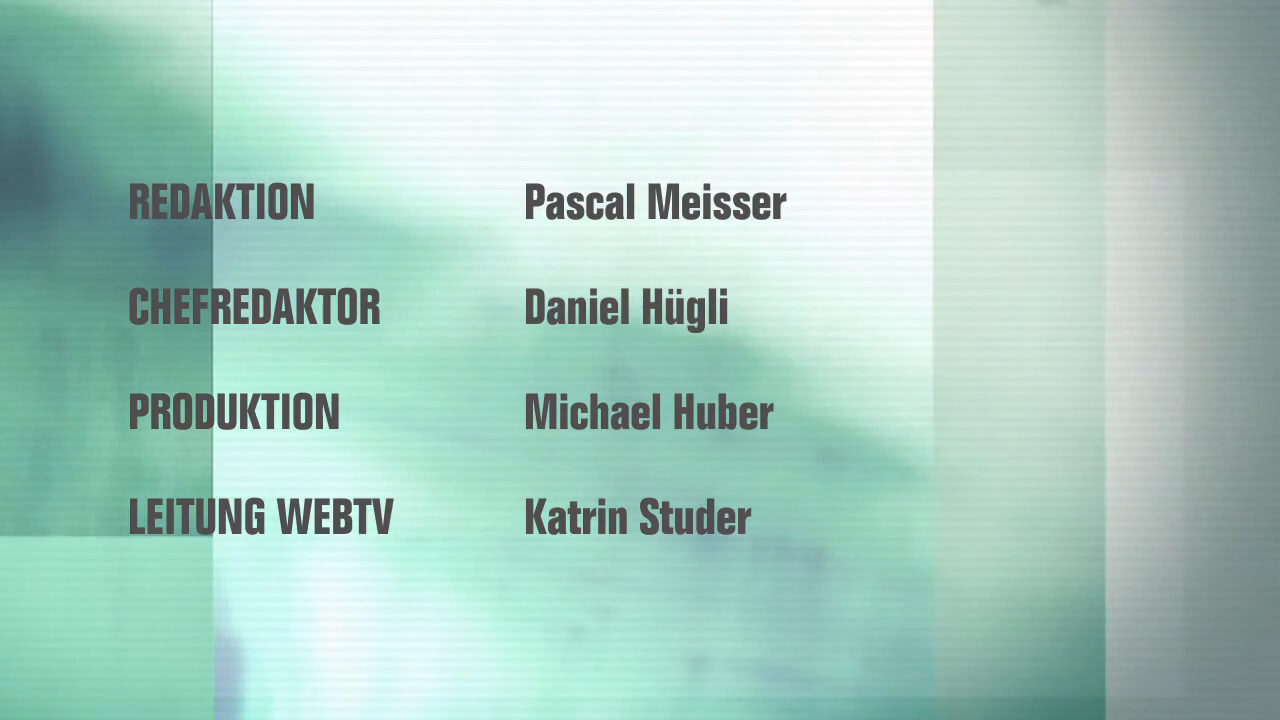 REDAKTION Pascal Meisser
CHEFREDAKTOR Daniel Hügli
PRODUKTION Michael Huber
LEITUNG WEBTV Katrin Studer